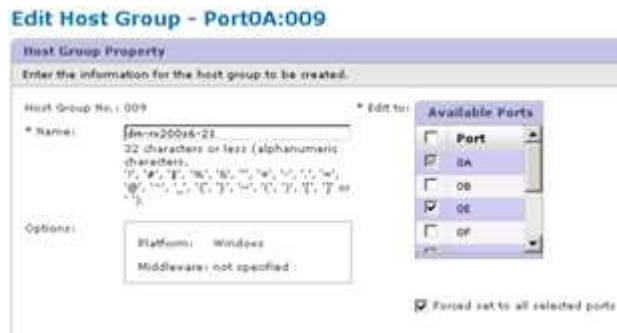 Edit Host Group - Port0A:009
Host Group Property
Enter the information for the host group to be created.
Host Group No.: 009
* Name:
dm-rx200s6-21
32 characters or less (alphanumeric
characters,
'@',
Options:
Platform: Windows
Middleware: not specified
* Edit to:
Available Ports
Port
0A
0B
0E
0F
Forced set to all selected ports